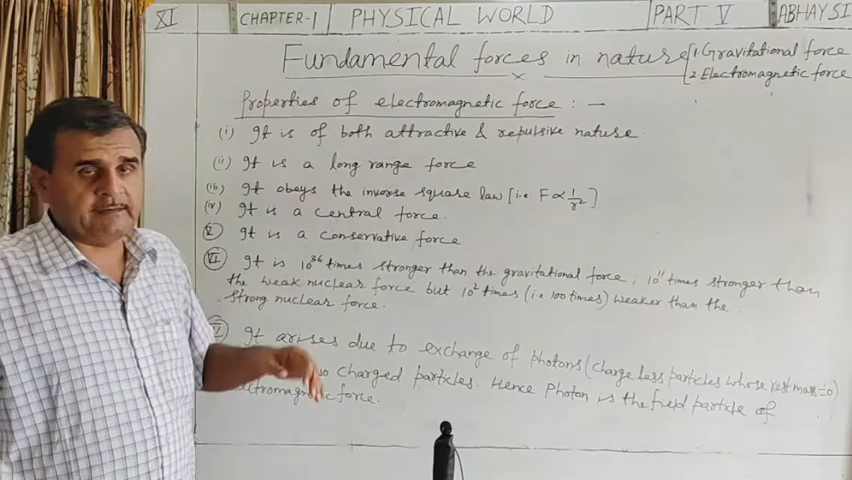 XI CHAPTER-1 PHYSICAL WORLD PART V ABHAYSI
Fundamental forces in nature
1. Gravitational force
2. Electromagnetic force
Properties of electromagnetic force : —
(i) It is of both attractive & repulsive nature.
(ii) It is a long range force
(iii) It obeys the inverse square law [i.e F ∝ 1/r²]
(iv) It is a central force.
(V) It is a conservative force
(VI) It is 10³⁶ times stronger than the gravitational force, 10¹¹ times stronger than
the weak nuclear force but 10² times (i.e 100 times) weaker than the
strong nuclear force.
It arises due to exchange of photons (charge less particles whose rest mass=0)
charged particles. Hence Photon is the field particle of
force.